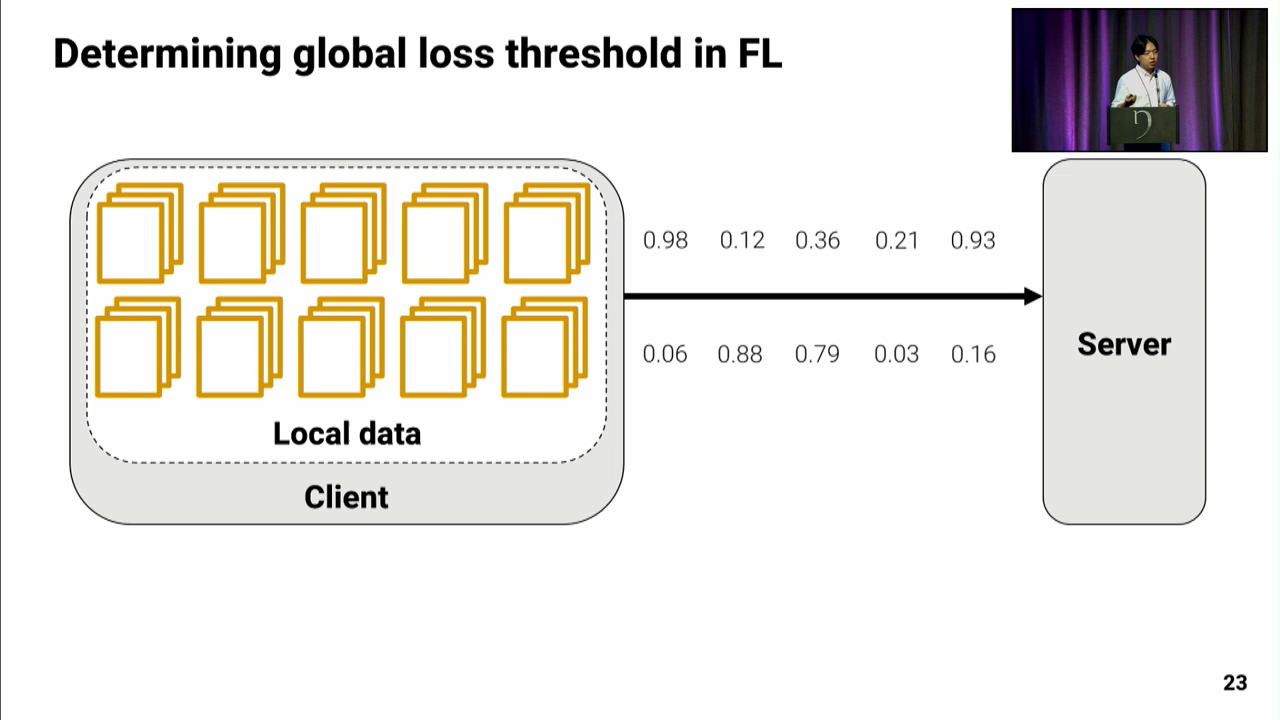 Determining global loss threshold in FL
0.98 0.12 0.36 0.21 0.93
0.06 0.88 0.79 0.03 0.16
Server
Local data
Client
23